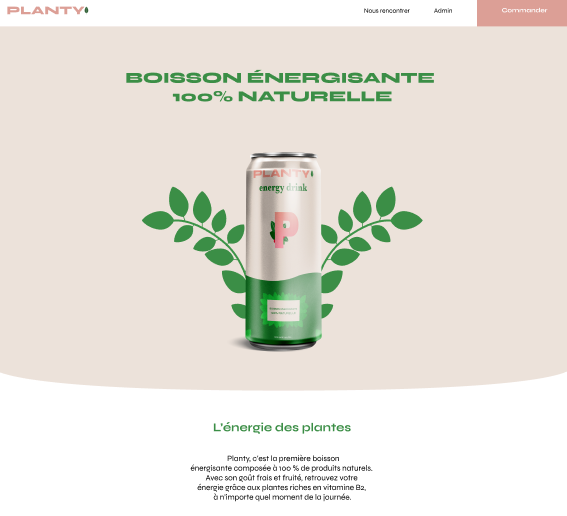 PLANTY
Nous rencontrer
Admin
Commander
BOISSON ÉNERGISANTE
100% NATURELLE
PLANTY
energy drink
P
L'énergie des plantes
Planty, c'est la première boisson
énergisante composée à 100 % de produits naturels.
Avec son goût frais et fruité, retrouvez votre
énergie grâce aux plantes riches en vitamine B2,
à n'importe quel moment de la journée.